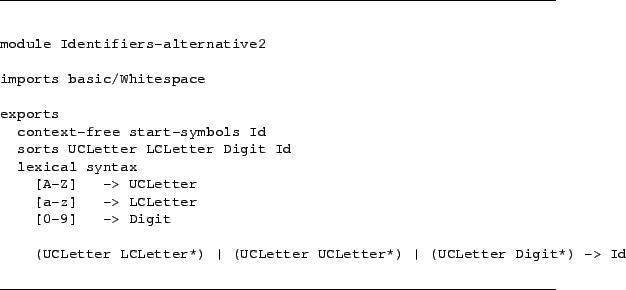 module Identifiers-alternative2
imports basic/Whitespace
exports
context-free start-symbols Id
sorts UCLetter LCLetter Digit Id
lexical syntax
[A-Z] -> UCLetter
[a-z] -> LCLetter
[0-9] -> Digit
(UCLetter LCLetter*) | (UCLetter UCLetter*) | (UCLetter Digit*) -> Id